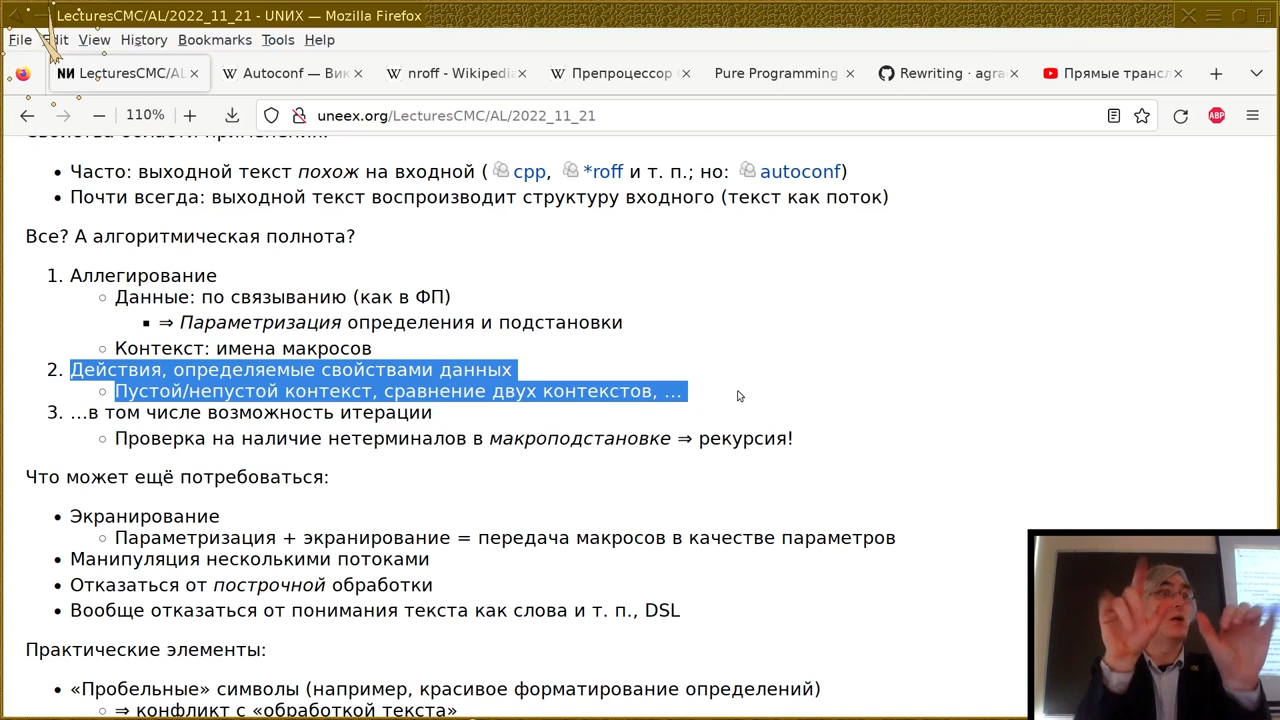 LecturesCMC/AL/2022_11_21 - UNИX — Mozilla Firefox
File Edit View History Bookmarks Tools Help
NИ LecturesCMC/AL
W Autoconf — Вик
W nroff - Wikipedia
W Препроцессор
Pure Programming
Rewriting · agra
Прямые трансл
110%
uneex.org/LecturesCMC/AL/2022_11_21
ABP
Свойства области применения:
• Часто: выходной текст похож на входной ( cpp, *roff и т. п.; но: autoconf)
• Почти всегда: выходной текст воспроизводит структуру входного (текст как поток)
Все? А алгоритмическая полнота?
1. Аллегирование
Данные: по связыванию (как в ФП)
⇒ Параметризация определения и подстановки
Контекст: имена макросов
2. Действия, определяемые свойствами данных
Пустой/непустой контекст, сравнение двух контекстов, …
3. …в том числе возможность итерации
Проверка на наличие нетерминалов в макроподстановке ⇒ рекурсия!
Что может ещё потребоваться:
• Экранирование
Параметризация + экранирование = передача макросов в качестве параметров
• Манипуляция несколькими потоками
• Отказаться от построчной обработки
• Вообще отказаться от понимания текста как слова и т. п., DSL
Практические элементы:
• «Пробельные» символы (например, красивое форматирование определений)
⇒ конфликт с «обработкой текста»